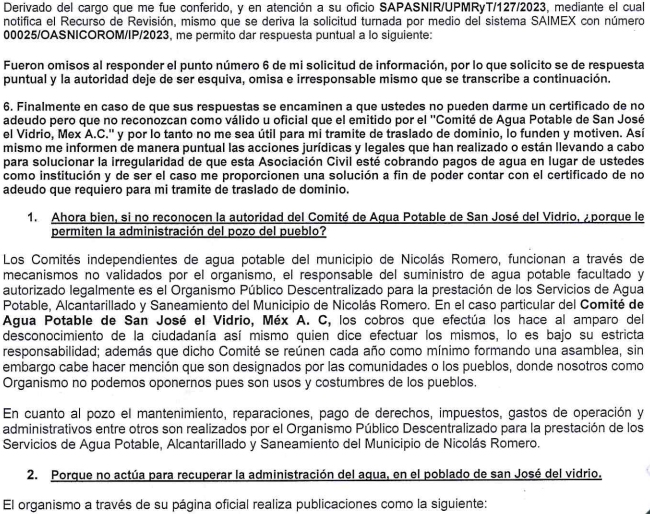 Derivado del cargo que me fue conferido, y en atención a su oficio SAPASNIR/UPMRyT/127/2023, mediante el cual
notifica el Recurso de Revisión, mismo que se deriva la solicitud turnada por medio del sistema SAIMEX con número
00025/OASNICOROM/IP/2023, me permito dar respuesta puntual a lo siguiente:
Fueron omisos al responder el punto número 6 de mi solicitud de información, por lo que solicito se de respuesta
puntual y la autoridad deje de ser esquiva, omisa e irresponsable mismo que se transcribe a continuación.
6. Finalmente en caso de que sus respuestas se encaminen a que ustedes no pueden darme un certificado de no
adeudo pero que no reconozcan como válido u oficial que el emitido por el "Comité de Agua Potable de San José
el Vidrio, Mex A.C." y por lo tanto no me sea útil para mi tramite de traslado de dominio, lo funden y motiven. Así
mismo me informen de manera puntual las acciones jurídicas y legales que han realizado o están llevando a cabo
para solucionar la irregularidad de que esta Asociación Civil esté cobrando pagos de agua en lugar de ustedes
como institución y de ser el caso me proporcionen una solución a fin de poder contar con el certificado de no
adeudo que requiero para mi tramite de traslado de dominio.
1. Ahora bien, si no reconocen la autoridad del Comité de Agua Potable de San José del Vidrio, ¿porque le
permiten la administración del pozo del pueblo?
Los Comités independientes de agua potable del municipio de Nicolás Romero, funcionan a través de
mecanismos no validados por el organismo, el responsable del suministro de agua potable facultado y
autorizado legalmente es el Organismo Público Descentralizado para la prestación de los Servicios de Agua
Potable, Alcantarillado y Saneamiento del Municipio de Nicolás Romero. En el caso particular del Comité de
Agua Potable de San José el Vidrio, Méx A. C, los cobros que efectúa los hace al amparo del
desconocimiento de la ciudadanía así mismo quien dice efectuar los mismos, lo es bajo su estricta
responsabilidad; además que dicho Comité se reúnen cada año como mínimo formando una asamblea, sin
embargo cabe hacer mención que son designados por las comunidades o los pueblos, donde nosotros como
Organismo no podemos oponernos pues son usos y costumbres de los pueblos.
En cuanto al pozo el mantenimiento, reparaciones, pago de derechos, impuestos, gastos de operación y
administrativos entre otros son realizados por el Organismo Público Descentralizado para la prestación de los
Servicios de Agua Potable, Alcantarillado y Saneamiento del Municipio de Nicolás Romero.
2. Porque no actúa para recuperar la administración del agua, en el poblado de san José del vidrio.
El organismo a través de su página oficial realiza publicaciones como la siguiente: